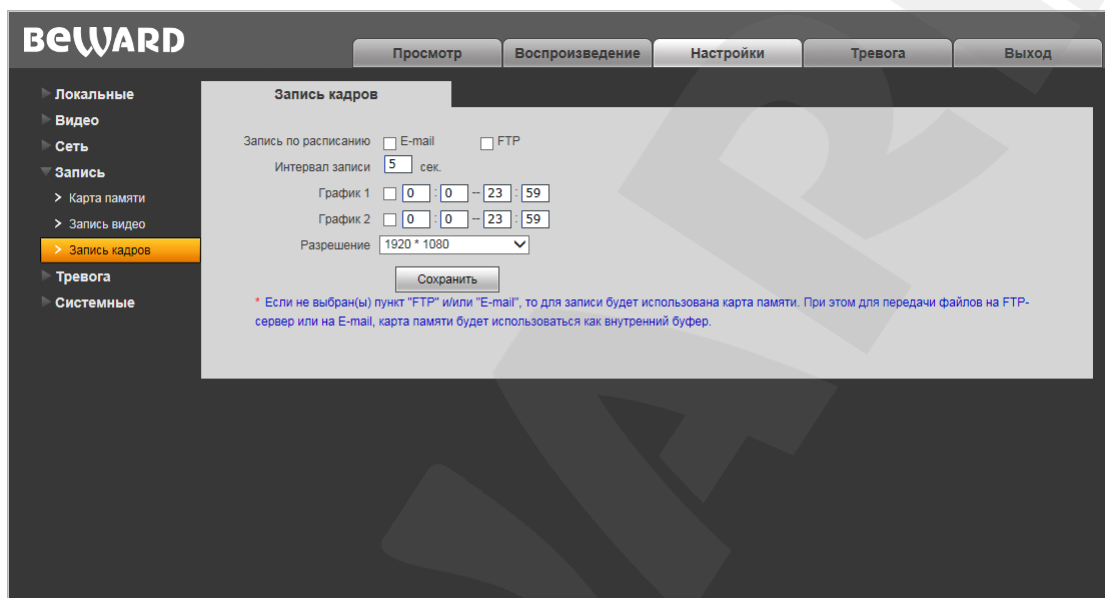 BEWARD
Просмотр Воспроизведение Настройки Тревога Выход
Локальные
Видео
Сеть
Запись
> Карта памяти
> Запись видео
> Запись кадров
Тревога
Системные
Запись кадров
Запись по расписанию E-mail FTP
Интервал записи 5 сек.
График 1 0 : 0 -- 23 : 59
График 2 0 : 0 -- 23 : 59
Разрешение 1920 * 1080
Сохранить
* Если не выбран(ы) пункт "FTP" и/или "E-mail", то для записи будет использована карта памяти. При этом для передачи файлов на FTP-
сервер или на E-mail, карта памяти будет использоваться как внутренний буфер.